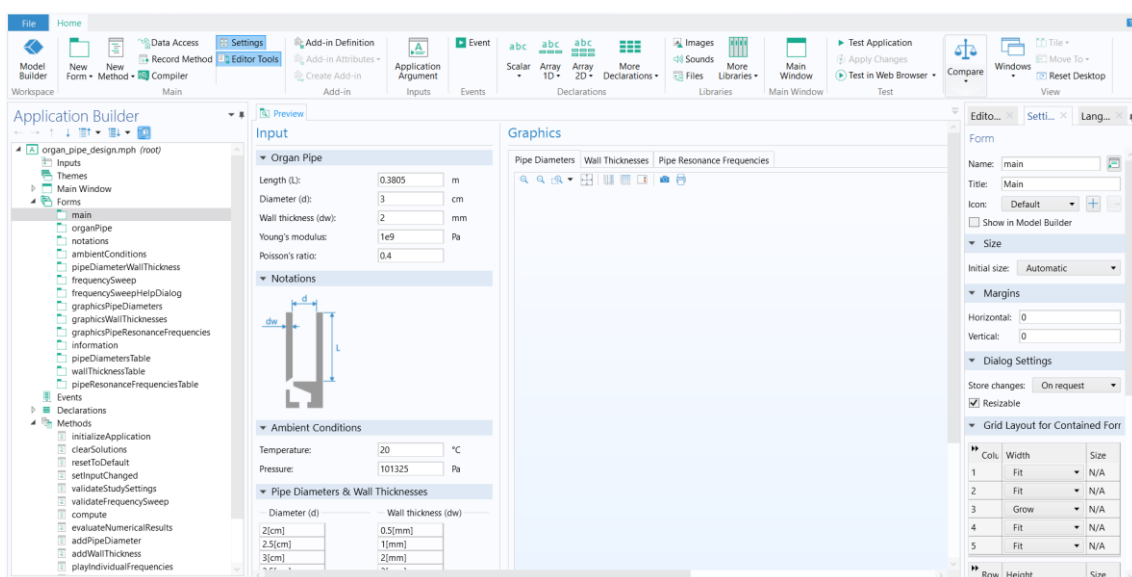 File Home
Model Builder
New Form
New Method
Data Access
Record Method
Compiler
Settings
Editor Tools
Add-in Definition
Add-in Attributes
Create Add-in
Application Argument
Event
abc abc abc
Scalar
Array 1D
Array 2D
More Declarations
Images
Sounds
Files
More Libraries
Main Window
Test Application
Apply Changes
Test in Web Browser
Compare
Windows
Tile
Move To
Reset Desktop
Workspace Main Add-in Inputs Events Declarations Libraries Main Window Test View
Application Builder
organ_pipe_design.mph (root)
Inputs
Themes
Main Window
Forms
main
organPipe
notations
ambientConditions
pipeDiameterWallThickness
frequencySweep
frequencySweepHelpDialog
graphicsPipeDiameters
graphicsWallThicknesses
graphicsPipeResonanceFrequencies
information
pipeDiametersTable
wallThicknessTable
pipeResonanceFrequenciesTable
Events
Declarations
Methods
initializeApplication
clearSolutions
resetToDefault
setInputChanged
validateStudySettings
validateFrequencySweep
compute
evaluateNumericalResults
addPipeDiameter
addWallThickness
playIndividualFrequencies
Preview
Input
Organ Pipe
Length (L): 0.3805 m
Diameter (d): 3 cm
Wall thickness (dw): 2 mm
Young's modulus: 1e9 Pa
Poisson's ratio: 0.4
Notations
d
dw
L
Ambient Conditions
Temperature: 20 °C
Pressure: 101325 Pa
Pipe Diameters & Wall Thicknesses
Diameter (d) Wall thickness (dw)
2[cm] 0.5[mm]
2.5[cm] 1[mm]
3[cm] 2[mm]
Graphics
Pipe Diameters Wall Thicknesses Pipe Resonance Frequencies
Edito... Setti... Lang...
Form
Name: main
Title: Main
Icon: Default
Show in Model Builder
Size
Initial size: Automatic
Margins
Horizontal: 0
Vertical: 0
Dialog Settings
Store changes: On request
Resizable
Grid Layout for Contained Forr
Colu Width Size
1 Fit N/A
2 Fit N/A
3 Grow N/A
4 Fit N/A
5 Fit N/A
Row Height Size